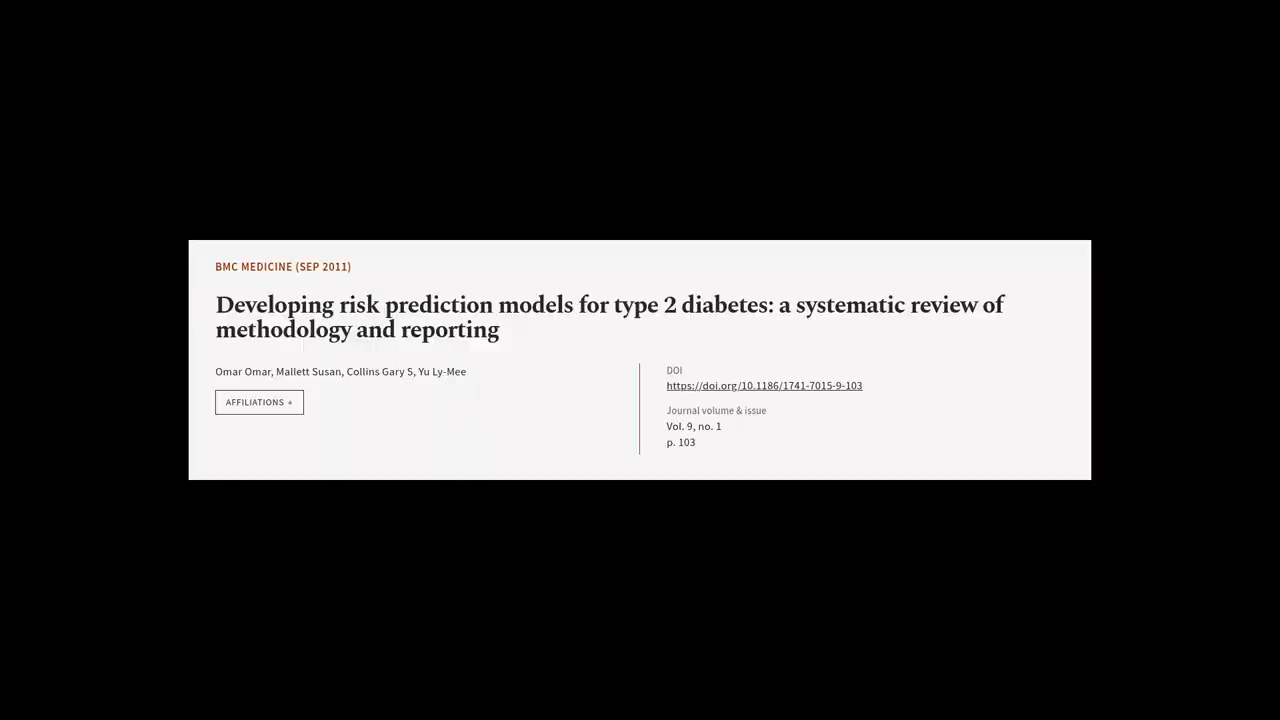 BMC MEDICINE (SEP 2011)
Developing risk prediction models for type 2 diabetes: a systematic review of
methodology and reporting
Omar Omar, Mallett Susan, Collins Gary S, Yu Ly-Mee
AFFILIATIONS +
DOI
https://doi.org/10.1186/1741-7015-9-103
Journal volume & issue
Vol. 9, no. 1
p. 103